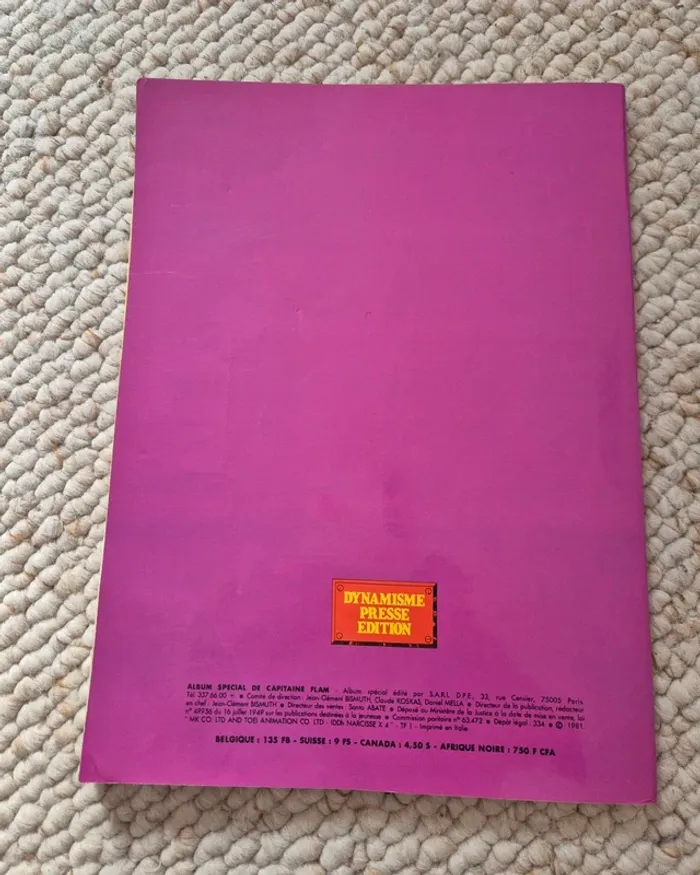 DYNAMISME
PRESSE
EDITION
ALBUM SPECIAL DE CAPITAINE FLAM - Album spécial édité par S.A.R.L. D.P.E., 33, rue Censier, 75005 Paris
Tél. 337.66.00 + ● Comité de direction : Jean-Clément BISMUTH, Claude KOSKAS, Daniel MELLA ● Directeur de la publication, rédacteur
en chef : Jean-Clément BISMUTH ● Directeur des ventes : Santo ABATE ● Déposé au Ministère de la Justice à la date de mise en vente, loi
n° 49956 du 16 juillet 1949 sur les publications destinées à la jeunesse ● Commission paritaire n° 63.472 ● Dépôt légal : 334 ● © 1981.
" MK CO. LTD AND TOEI ANIMATION CO. LTD - IDDH NARCISSE X 4 " - TF 1 - Imprimé en Italie.
BELGIQUE : 135 FB - SUISSE : 9 FS - CANADA : 4,50 $ - AFRIQUE NOIRE : 750 F CFA